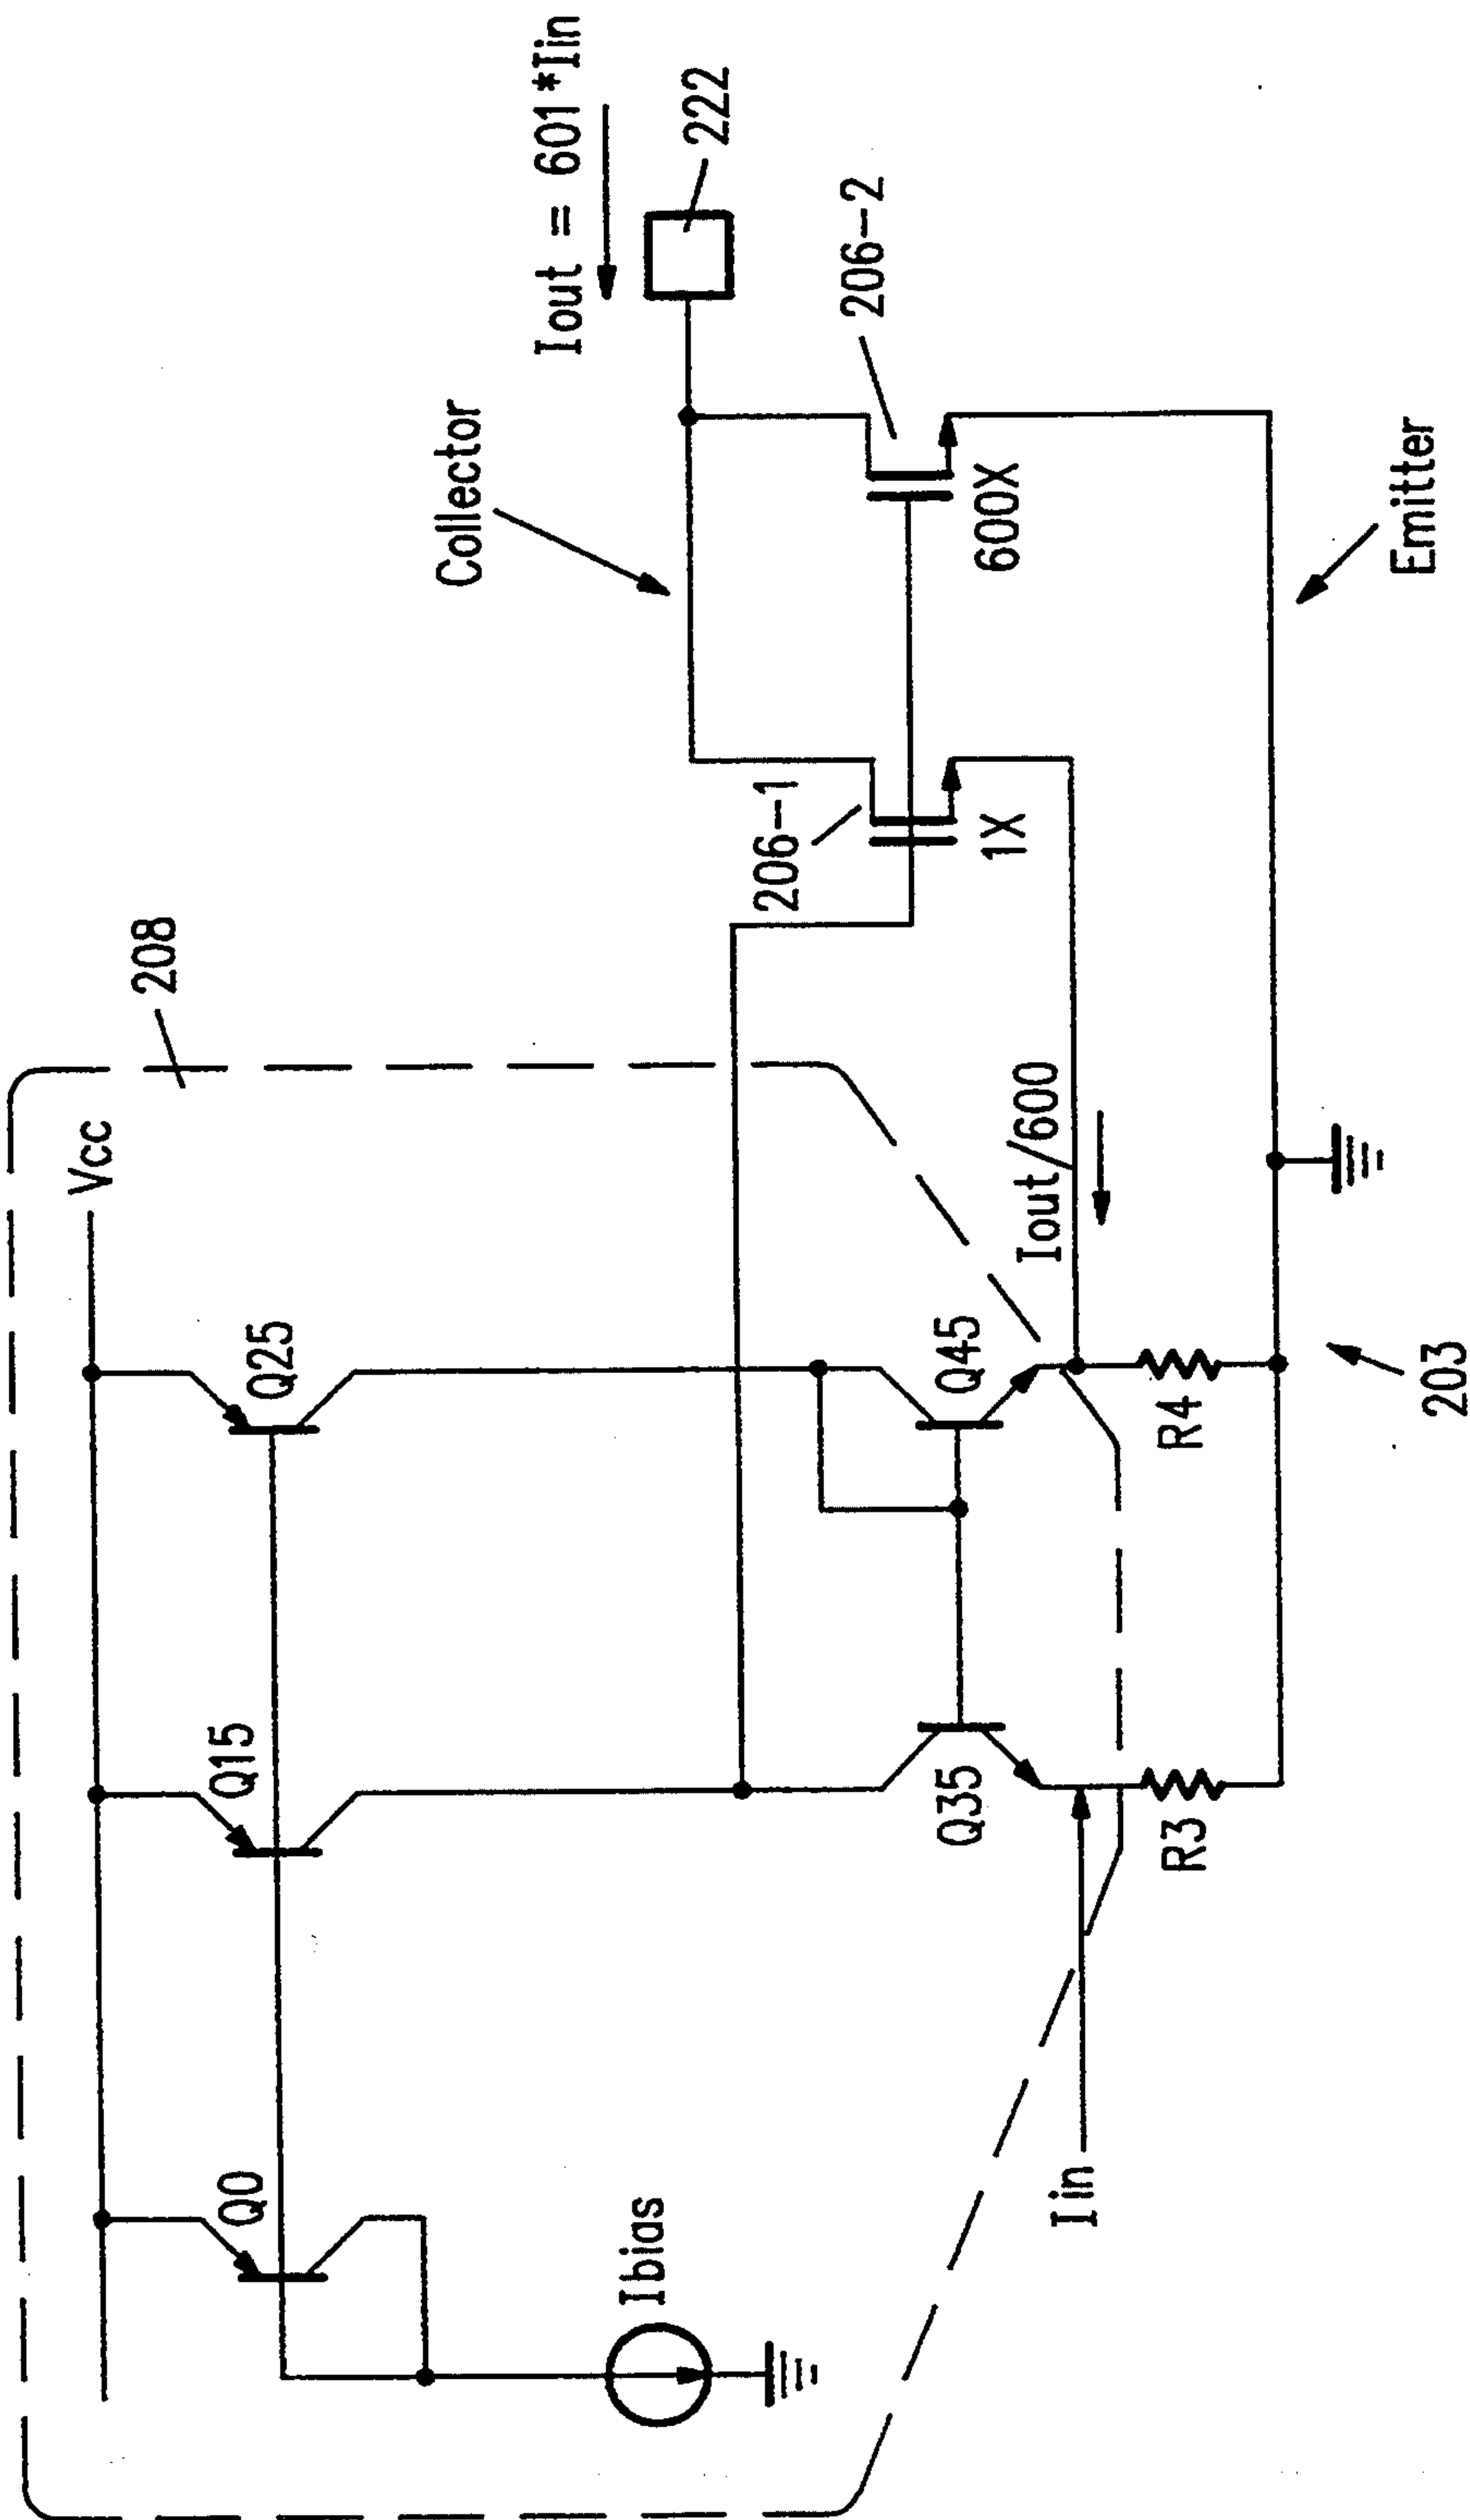 208
Vcc
Q0
Q15
Q25
Iout = 601*Iin
Collector
222
Ibias
206-1
206-2
1X
600X
Q35
Q45
Iout/600
Iin
R3
R4
Emitter
203